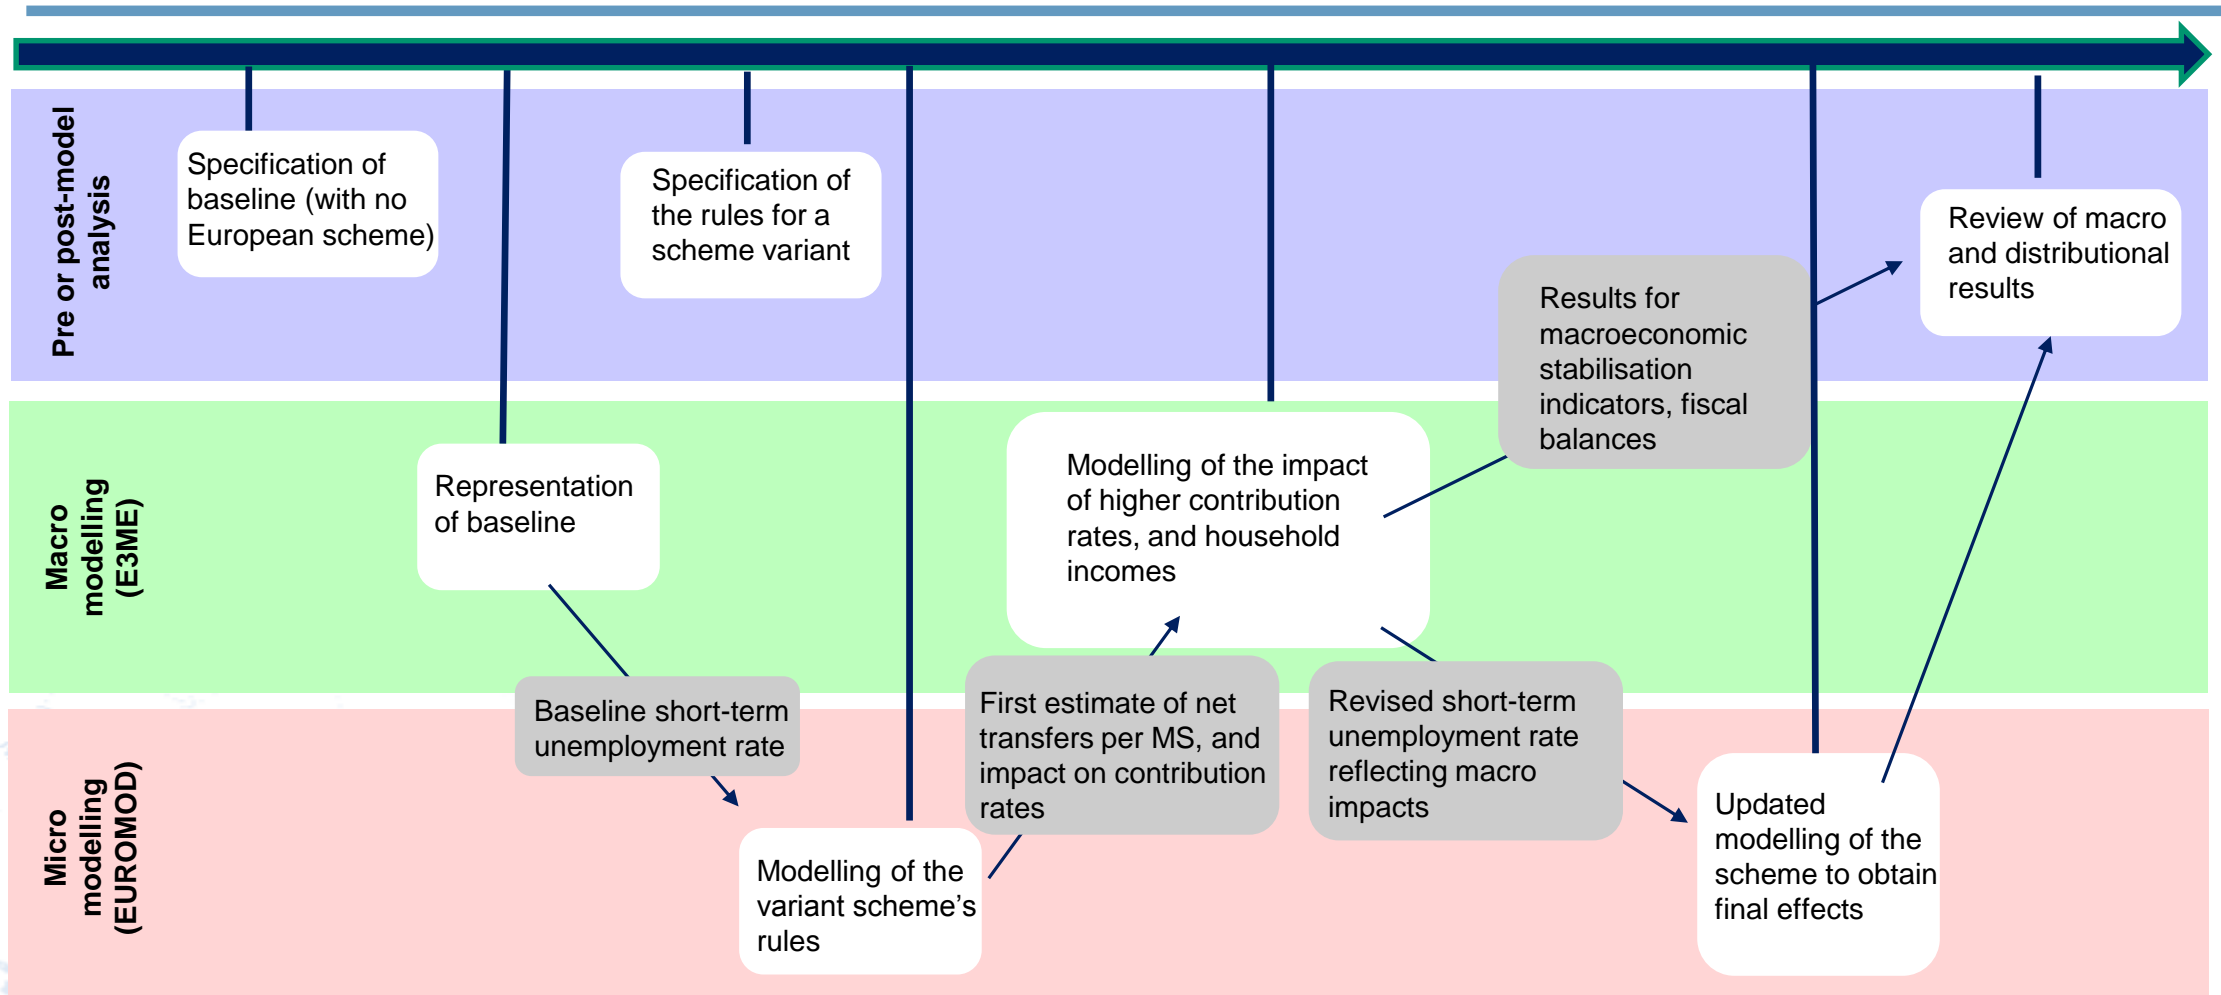 Pre or post-model
analysis
Specification of
baseline (with no
European scheme)
Specification of
the rules for a
scheme variant
Review of macro
and distributional
results
Results for
macroeconomic
stabilisation
indicators, fiscal
balances
Macro
modelling
(E3ME)
Representation
of baseline
Modelling of the impact
of higher contribution
rates, and household
incomes
Baseline short-term
unemployment rate
First estimate of net
transfers per MS, and
impact on contribution
rates
Revised short-term
unemployment rate
reflecting macro
impacts
Micro
modelling
(EUROMOD)
Modelling of the
variant scheme’s
rules
Updated
modelling of the
scheme to obtain
final effects